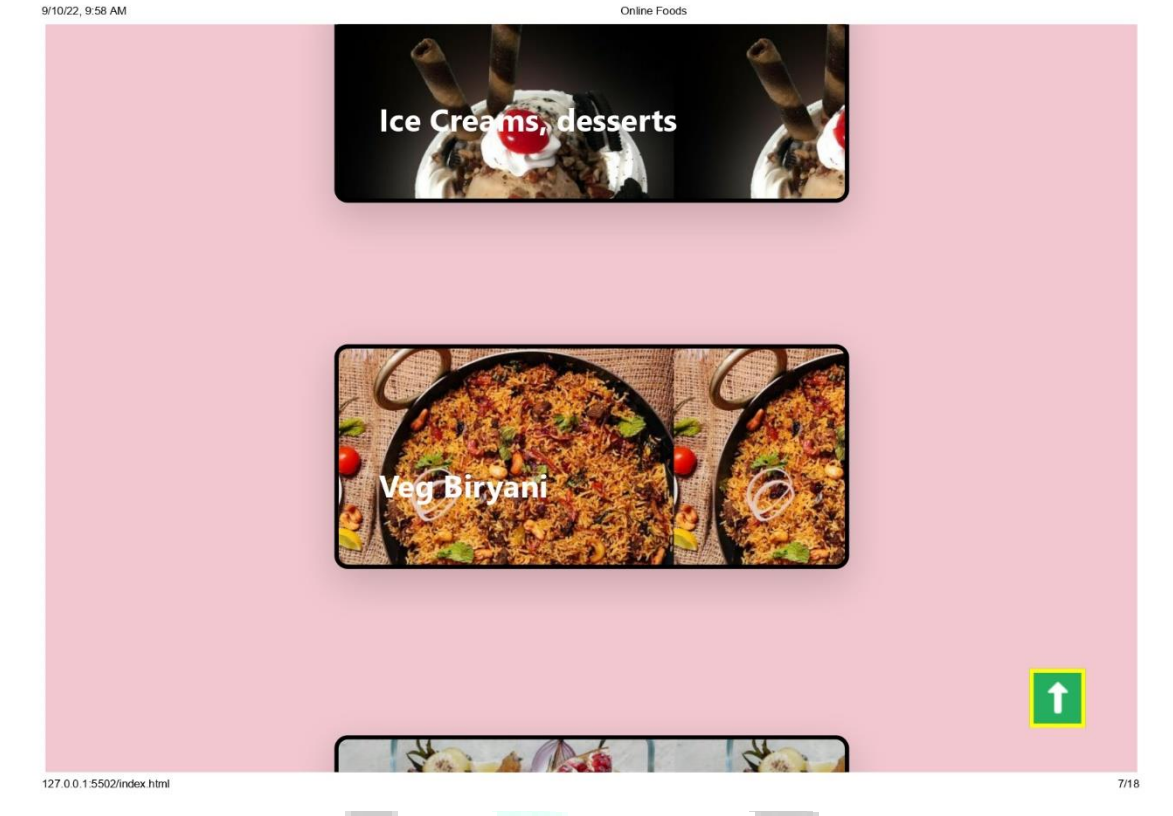 9/10/22, 9:58 AM Online Foods
Ice Creams, desserts
Veg Biryani
127.0.0.1:5502/index.html 7/18